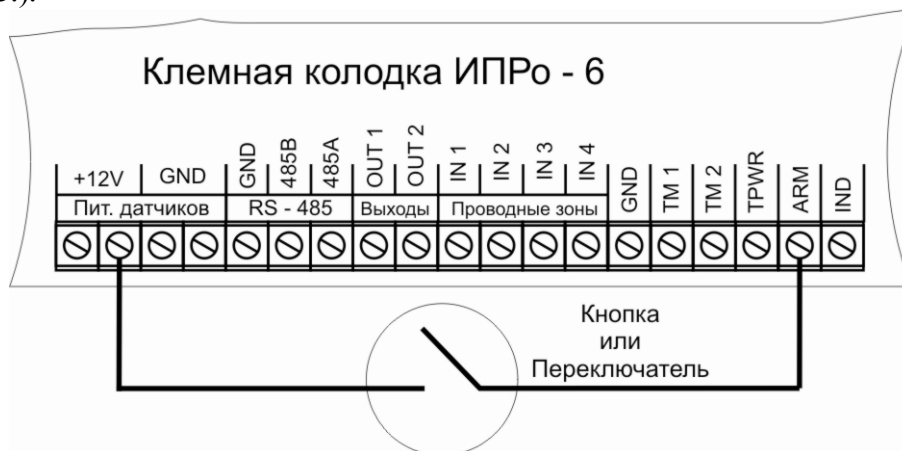 Клемная колодка ИПРо - 6
+12V GND GND 485B 485A OUT 1 OUT 2 IN 1 IN 2 IN 3 IN 4 GND TM 1 TM 2 TPWR ARM IND
Пит. датчиков RS - 485 Выходы Проводные зоны
Кнопка
или
Переключатель